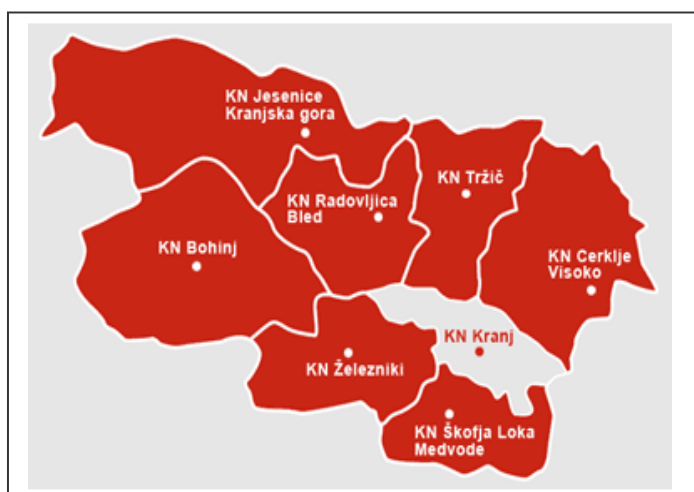 KN Jesenice
Kranjska gora
KN Tržič
KN Radovljica
Bled
KN Bohinj
KN Cerklje
Visoko
KN Kranj
KN Železniki
KN Škofja Loka
Medvode